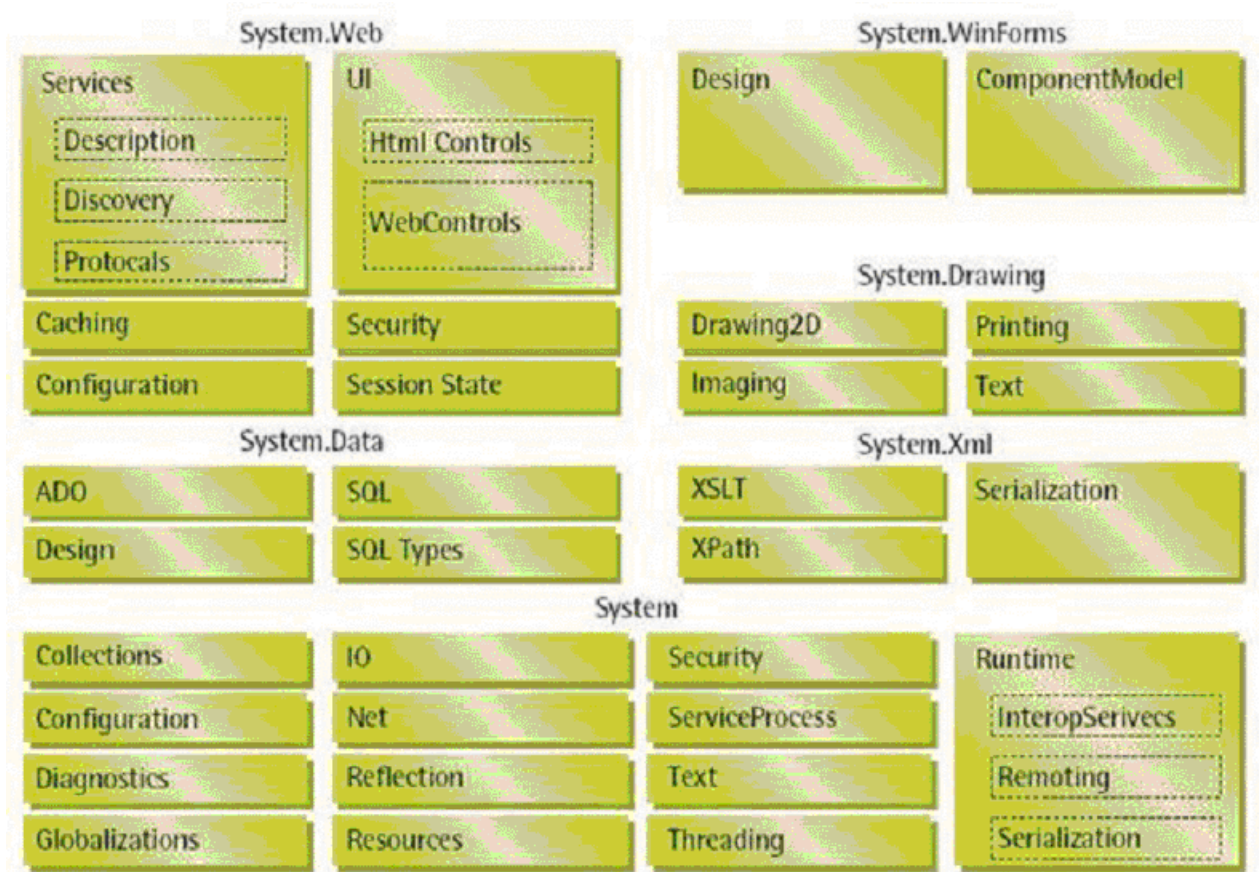 System.Web
Services
Description
Discovery
Protocals
UI
Html Controls
WebControls
Caching
Security
Configuration
Session State
System.WinForms
Design
ComponentModel
System.Drawing
Drawing2D
Printing
Imaging
Text
System.Data
ADO
SQL
Design
SQL Types
System.Xml
XSLT
XPath
Serialization
System
Collections
Configuration
Diagnostics
Globalizations
IO
Net
Reflection
Resources
Security
ServiceProcess
Text
Threading
Runtime
InteropSerivecs
Remoting
Serialization